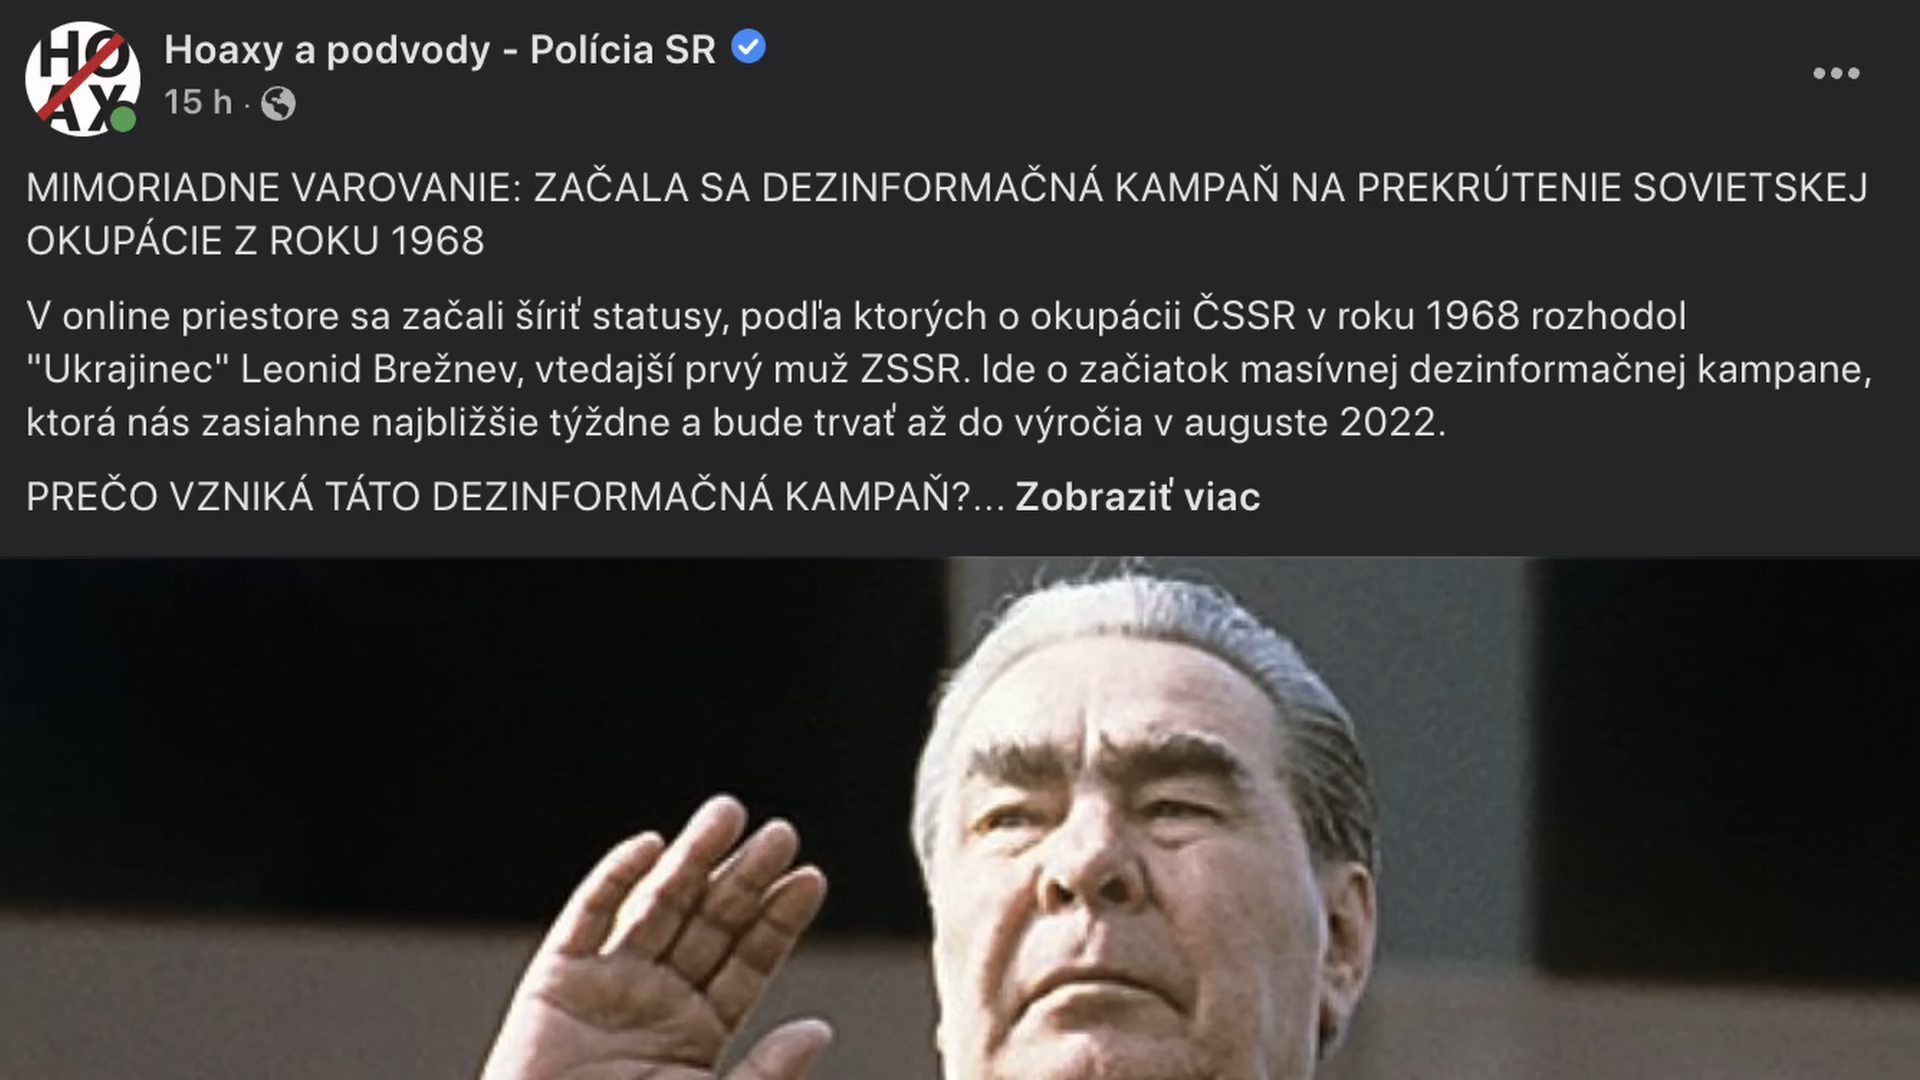 HO
AX
Hoaxy a podvody - Polícia SR
15 h ·
MIMORIADNE VAROVANIE: ZAČALA SA DEZINFORMAČNÁ KAMPAŇ NA PREKRÚTENIE SOVIETSKEJ
OKUPÁCIE Z ROKU 1968
V online priestore sa začali šíriť statusy, podľa ktorých o okupácii ČSSR v roku 1968 rozhodol
"Ukrajinec" Leonid Brežnev, vtedajší prvý muž ZSSR. Ide o začiatok masívnej dezinformačnej kampane,
ktorá nás zasiahne najbližšie týždne a bude trvať až do výročia v auguste 2022.
PREČO VZNIKÁ TÁTO DEZINFORMAČNÁ KAMPAŇ?... Zobraziť viac